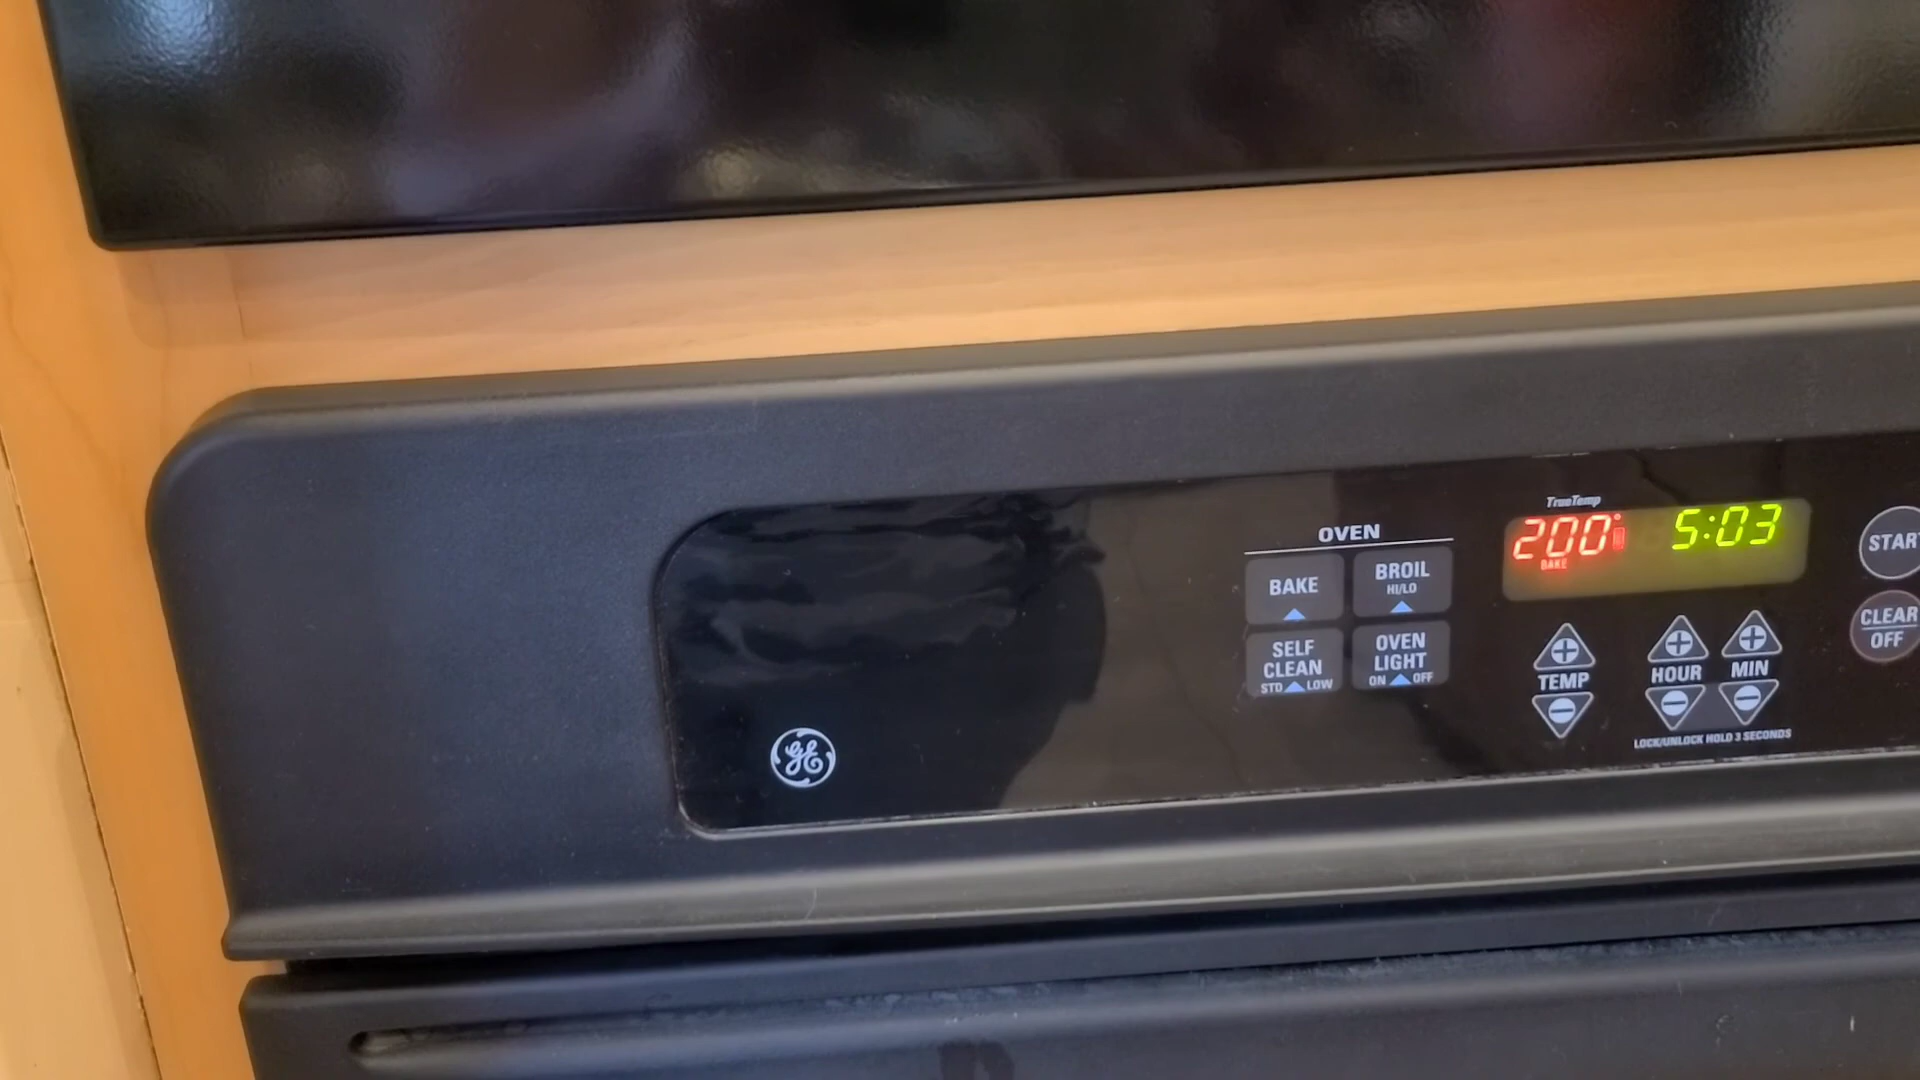 OVEN
BAKE
BROIL
HI/LO
SELF
CLEAN
STD LOW
OVEN
LIGHT
ON OFF
GE
TrueTemp
200°
BAKE
5:03
TEMP
HOUR
MIN
LOCK/UNLOCK HOLD 3 SECONDS
START
CLEAR
OFF